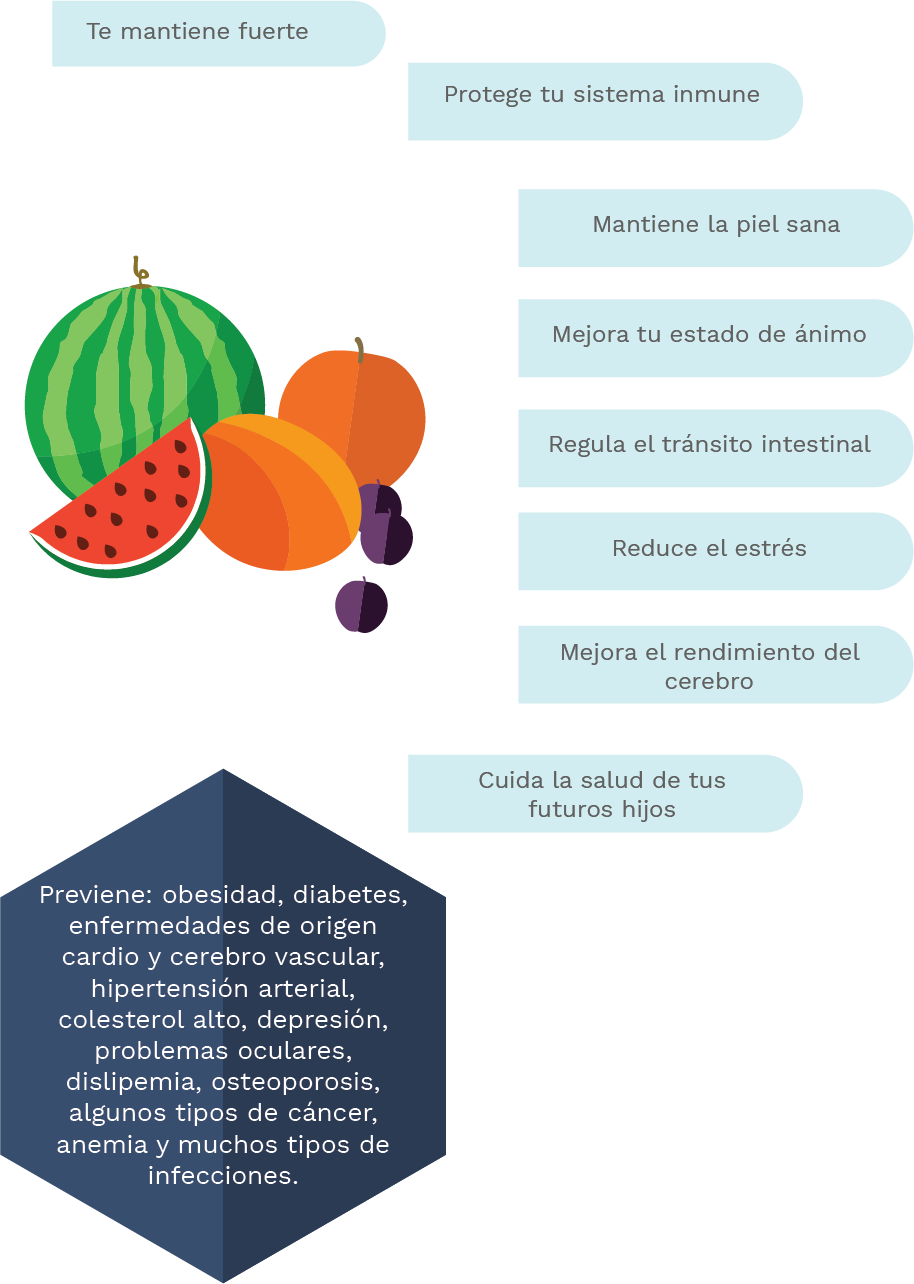 Te mantiene fuerte
Protege tu sistema inmune
Mantiene la piel sana
Mejora tu estado de ánimo
Regula el tránsito intestinal
Reduce el estrés
Mejora el rendimiento del
cerebro
Cuida la salud de tus
futuros hijos
Previene: obesidad, diabetes,
enfermedades de origen
cardio y cerebro vascular,
hipertensión arterial,
colesterol alto, depresión,
problemas oculares,
dislipemia, osteoporosis,
algunos tipos de cáncer,
anemia y muchos tipos de
infecciones.